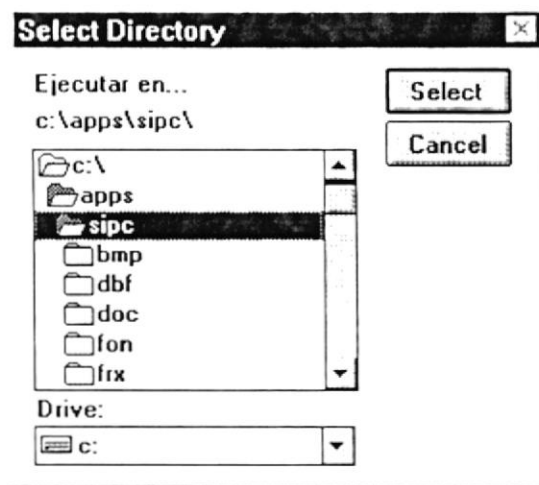 Select Directory
Ejecutar en...
c:\apps\sipc\
Select
Cancel
c:\
apps
sipc
bmp
dbf
doc
fon
frx
Drive:
c: